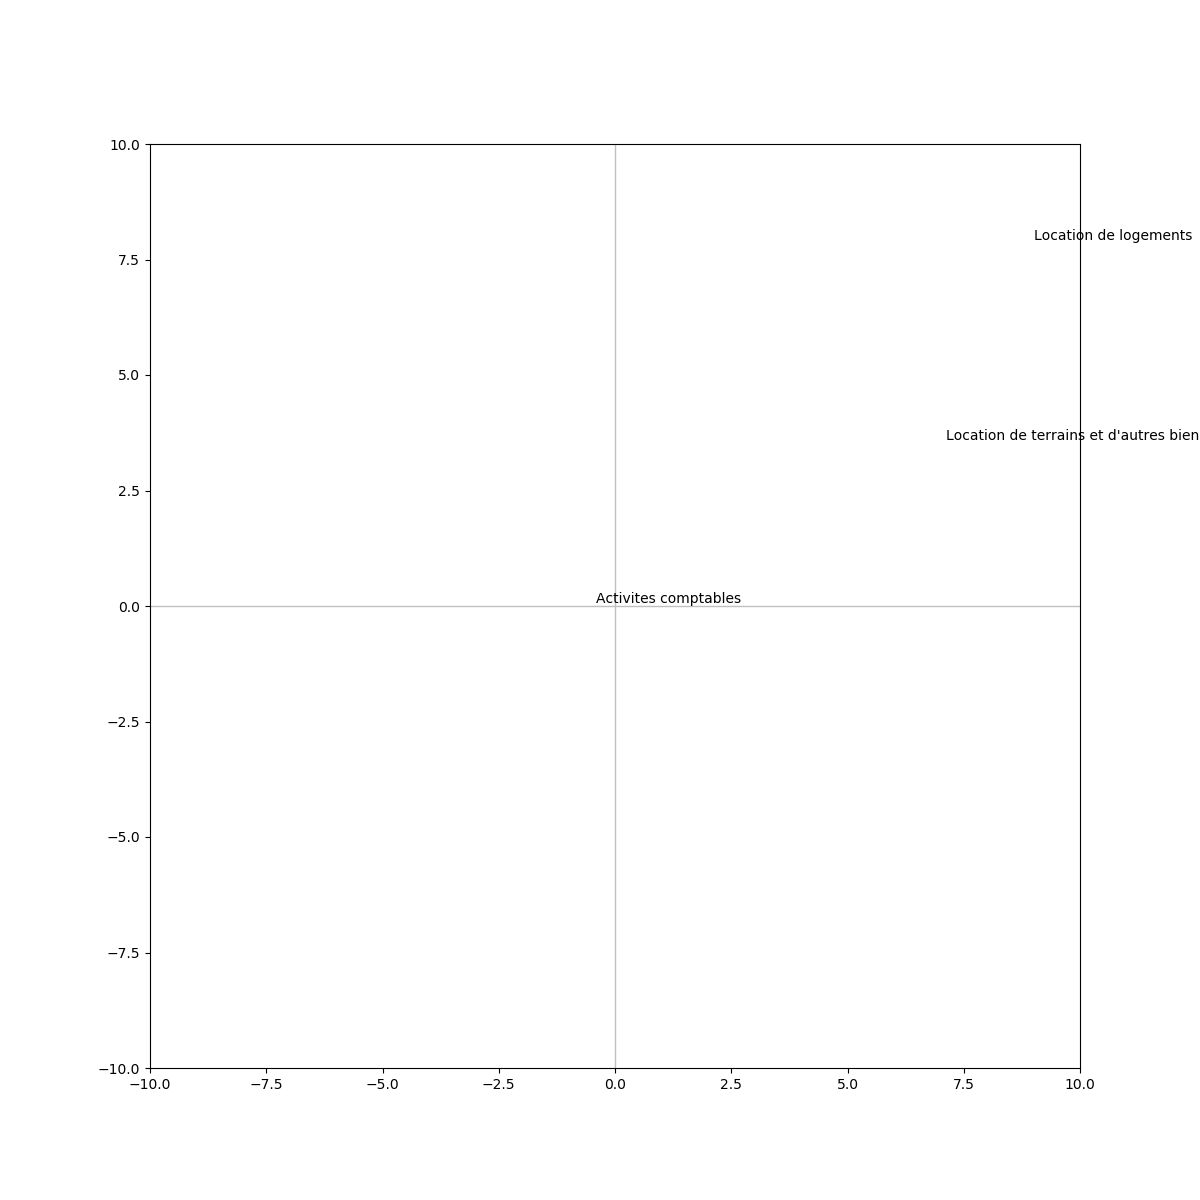 10.0
Location de logements
7.5
5.0
Location de terrains et d'autres bien
2.5
Activites comptables
0.0
−2.5
−5.0
−7.5
−10.0
−10.0 −7.5 −5.0 −2.5 0.0 2.5 5.0 7.5 10.0